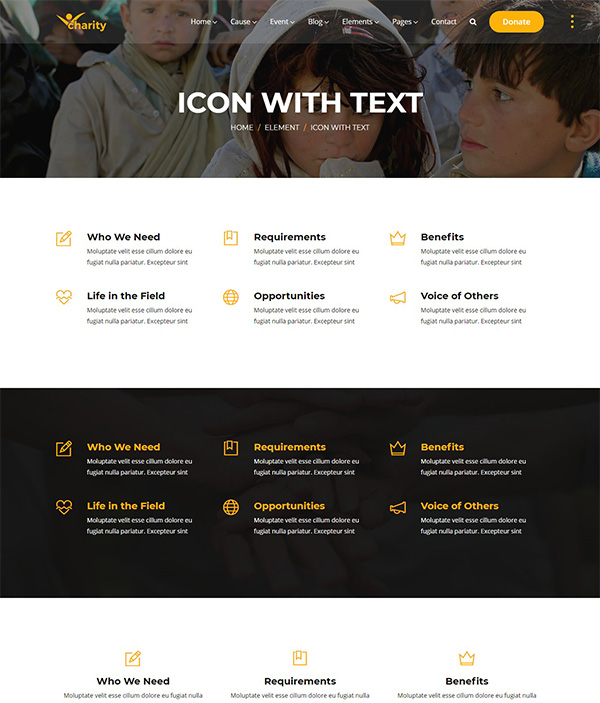 charity Home Cause Event Blog Elements Pages Contact Donate
ICON WITH TEXT
HOME / ELEMENT / ICON WITH TEXT
Who We Need
Moluptate velit esse cillum dolore eu
fugiat nulla pariatur. Excepteur sint
Requirements
Moluptate velit esse cillum dolore eu
fugiat nulla pariatur. Excepteur sint
Benefits
Moluptate velit esse cillum dolore eu
fugiat nulla pariatur. Excepteur sint
Life in the Field
Moluptate velit esse cillum dolore eu
fugiat nulla pariatur. Excepteur sint
Opportunities
Moluptate velit esse cillum dolore eu
fugiat nulla pariatur. Excepteur sint
Voice of Others
Moluptate velit esse cillum dolore eu
fugiat nulla pariatur. Excepteur sint
Who We Need
Moluptate velit esse cillum dolore eu
fugiat nulla pariatur. Excepteur sint
Requirements
Moluptate velit esse cillum dolore eu
fugiat nulla pariatur. Excepteur sint
Benefits
Moluptate velit esse cillum dolore eu
fugiat nulla pariatur. Excepteur sint
Life in the Field
Moluptate velit esse cillum dolore eu
fugiat nulla pariatur. Excepteur sint
Opportunities
Moluptate velit esse cillum dolore eu
fugiat nulla pariatur. Excepteur sint
Voice of Others
Moluptate velit esse cillum dolore eu
fugiat nulla pariatur. Excepteur sint
Who We Need
Moluptate velit esse cillum dolore eu fugiat nulla
Requirements
Moluptate velit esse cillum dolore eu fugiat nulla
Benefits
Moluptate velit esse cillum dolore eu fugiat nulla